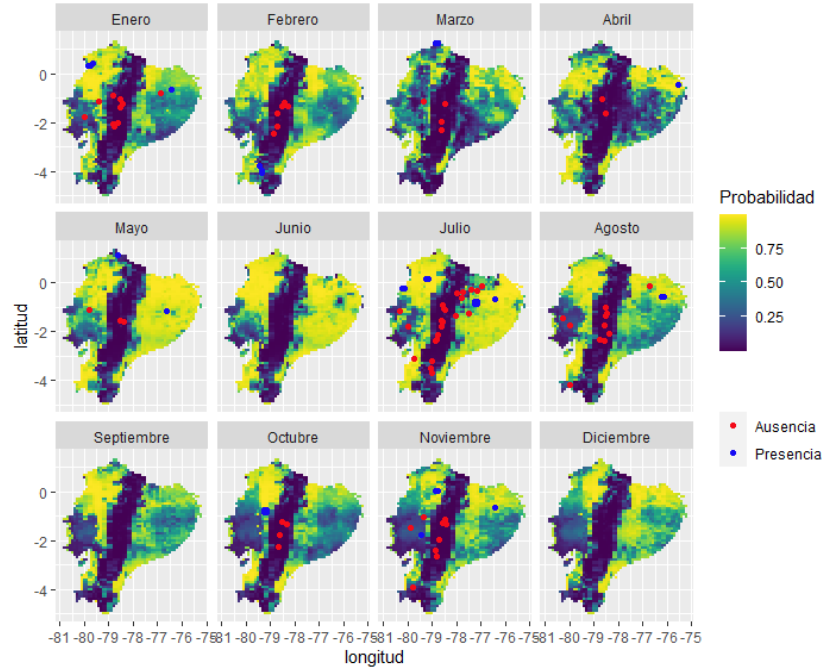 Enero Febrero Marzo Abril
0
-2
-4
Mayo Junio Julio Agosto
0
-2
-4
Septiembre Octubre Noviembre Diciembre
0
-2
-4
-81 -80 -79 -78 -77 -76 -75 -81 -80 -79 -78 -77 -76 -75 -81 -80 -79 -78 -77 -76 -75 -81 -80 -79 -78 -77 -76 -75
longitud
latitud
Probabilidad
0.75
0.50
0.25
Ausencia
Presencia